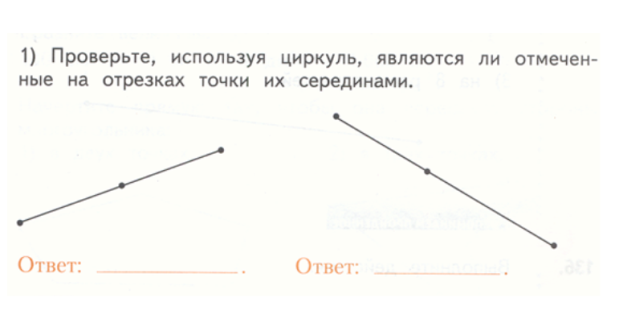 1) Проверьте, используя циркуль, являются ли отмечен-
ные на отрезках точки их серединами.
Ответ: ____________. Ответ: ____________.